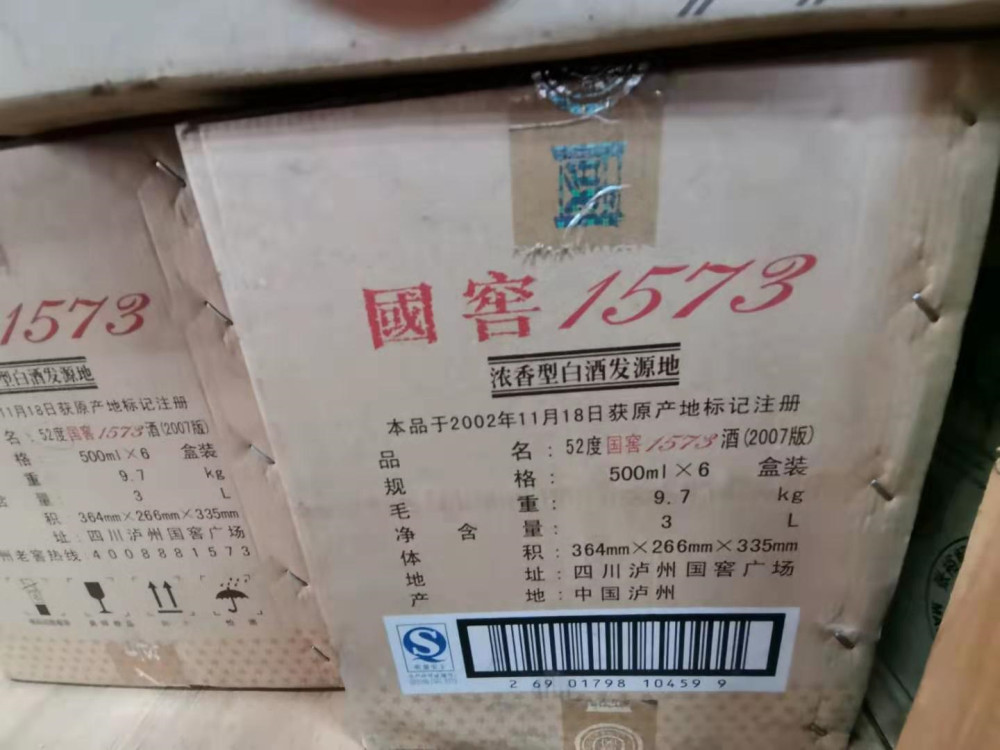 國窖1573
浓香型白酒发源地
本品于2002年11月18日获原产地标记注册
品名：52度国窖1573酒(2007版)
规格：500ml×6 盒装
毛重：9.7 kg
净含量：3 L
体积：364mm×266mm×335mm
地址：四川泸州国窖广场
产地：中国泸州
2 69 01798 10459 9
1573
型白酒发源地
11月18日获原产地标记注册
名：52度国窖1573酒(2007版)
格 500ml×6 盒装
重 9.7 kg
量 3 L
积 364mm×266mm×335mm
址：四川泸州国窖广场
州老窖热线：4008881573